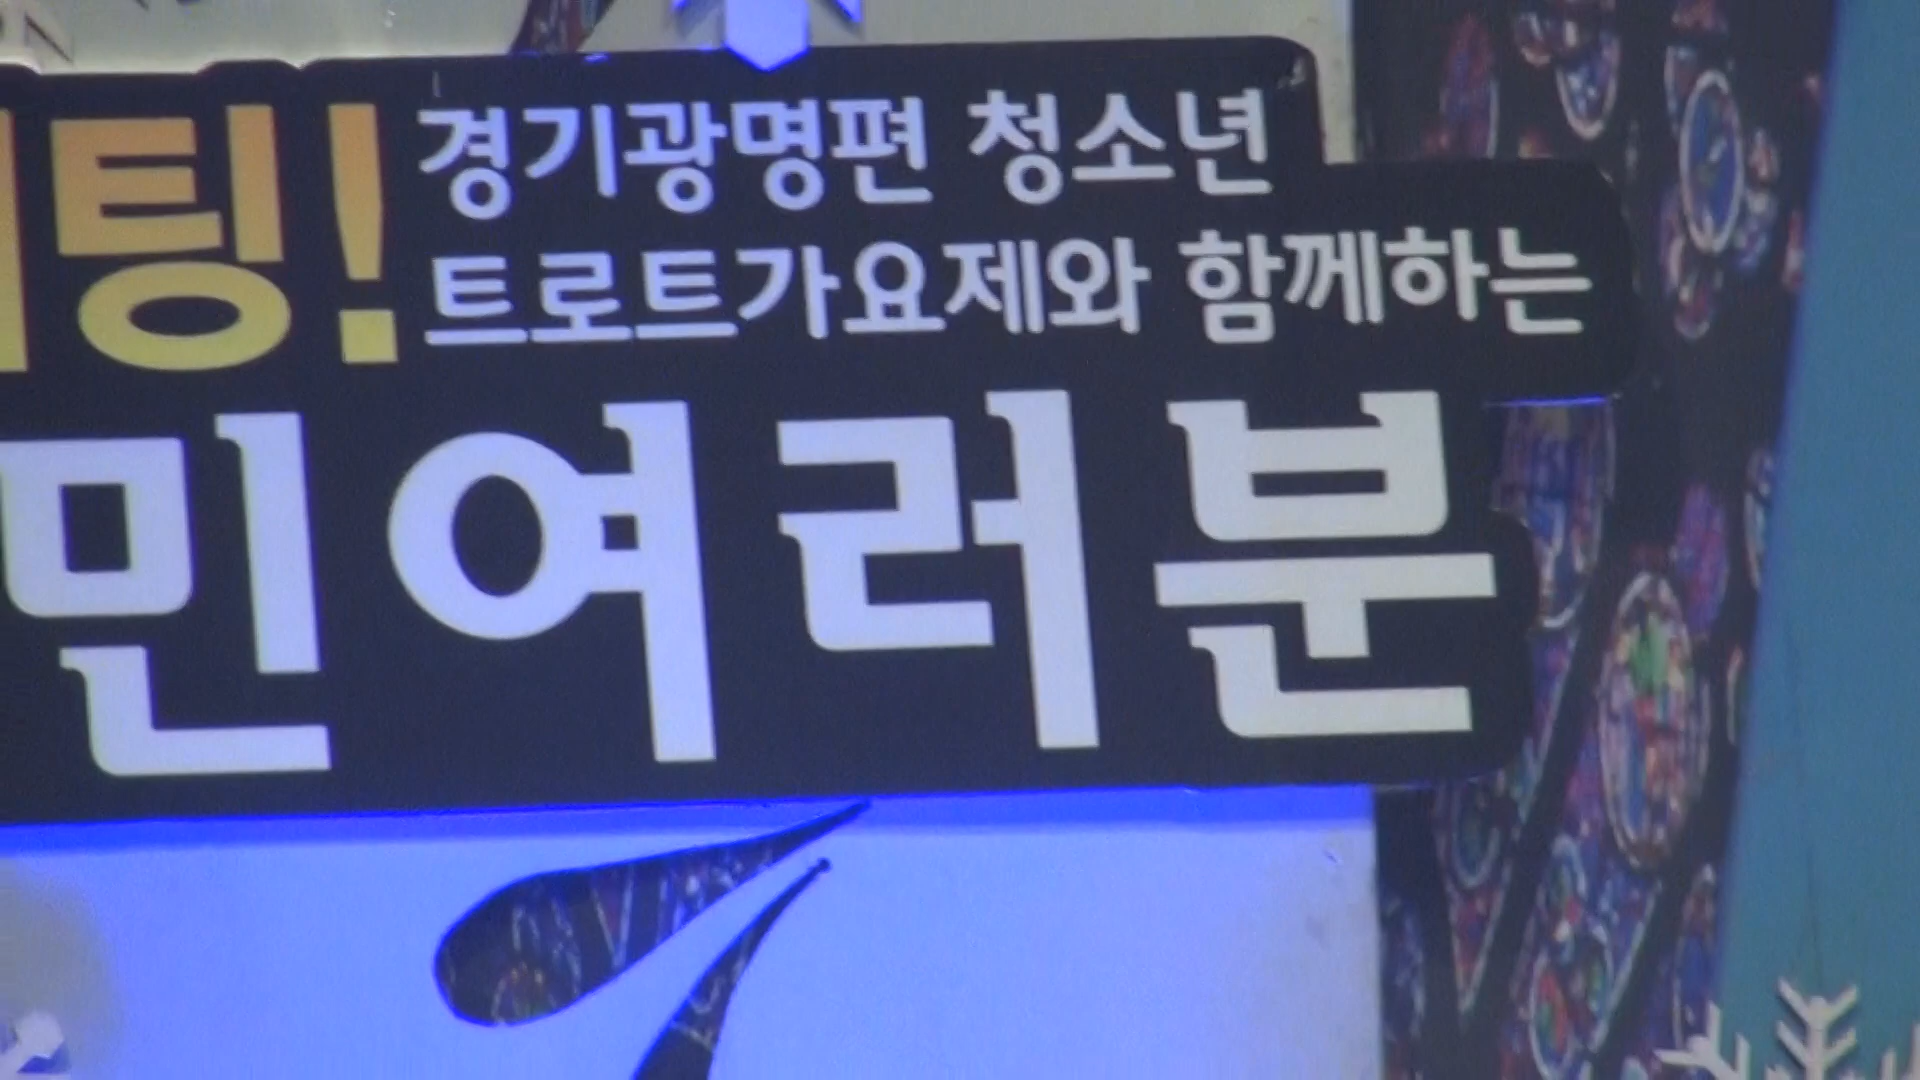 팅! 경기광명편 청소년
트로트가요제와 함께하는
민여러분